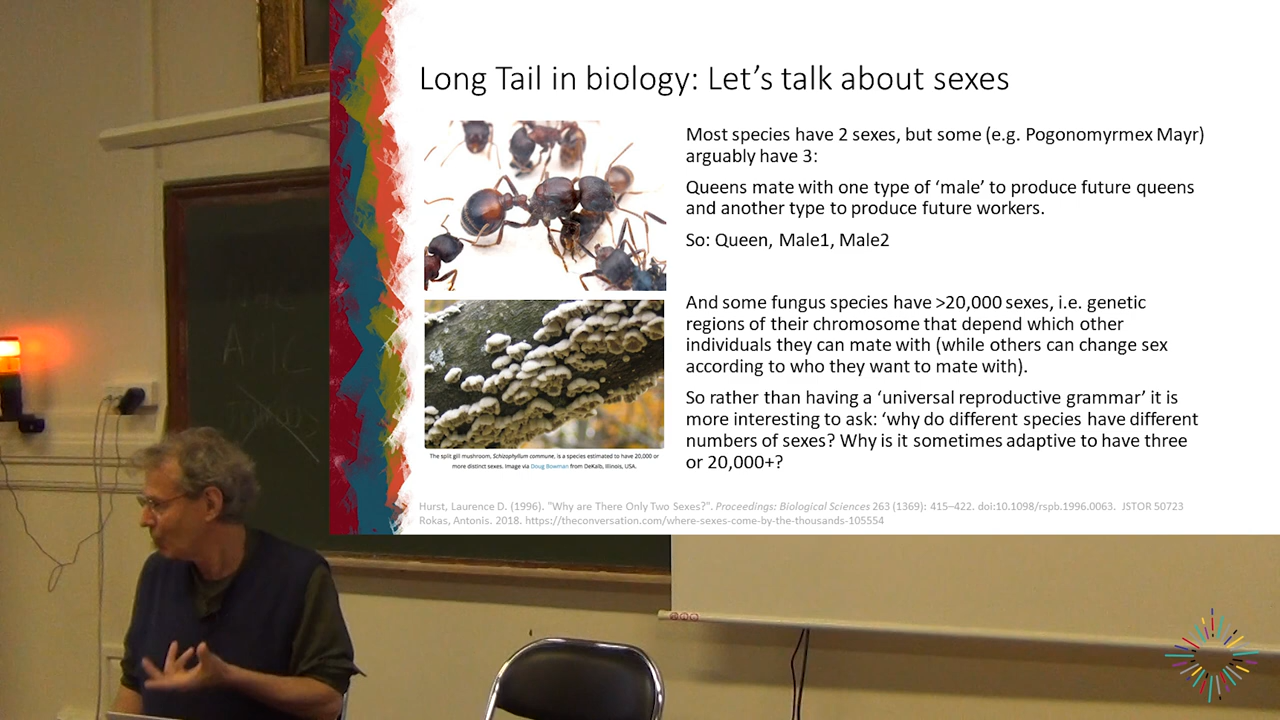 Long Tail in biology: Let's talk about sexes
Most species have 2 sexes, but some (e.g. Pogonomyrmex Mayr)
arguably have 3:
Queens mate with one type of ‘male’ to produce future queens
and another type to produce future workers.
So: Queen, Male1, Male2
And some fungus species have >20,000 sexes, i.e. genetic
regions of their chromosome that depend which other
individuals they can mate with (while others can change sex
according to who they want to mate with).
So rather than having a ‘universal reproductive grammar’ it is
more interesting to ask: ‘why do different species have different
numbers of sexes? Why is it sometimes adaptive to have three
or 20,000+?
The split gill mushroom, Schizophyllum commune, is a species estimated to have 20,000 or
more distinct sexes. Image via Doug Bowman from DeKalb, Illinois, USA.
Hurst, Laurence D. (1996). "Why are There Only Two Sexes?". Proceedings: Biological Sciences 263 (1369): 415–422. doi:10.1098/rspb.1996.0063. JSTOR 50723
Rokas, Antonis. 2018. https://theconversation.com/where-sexes-come-by-the-thousands-105554